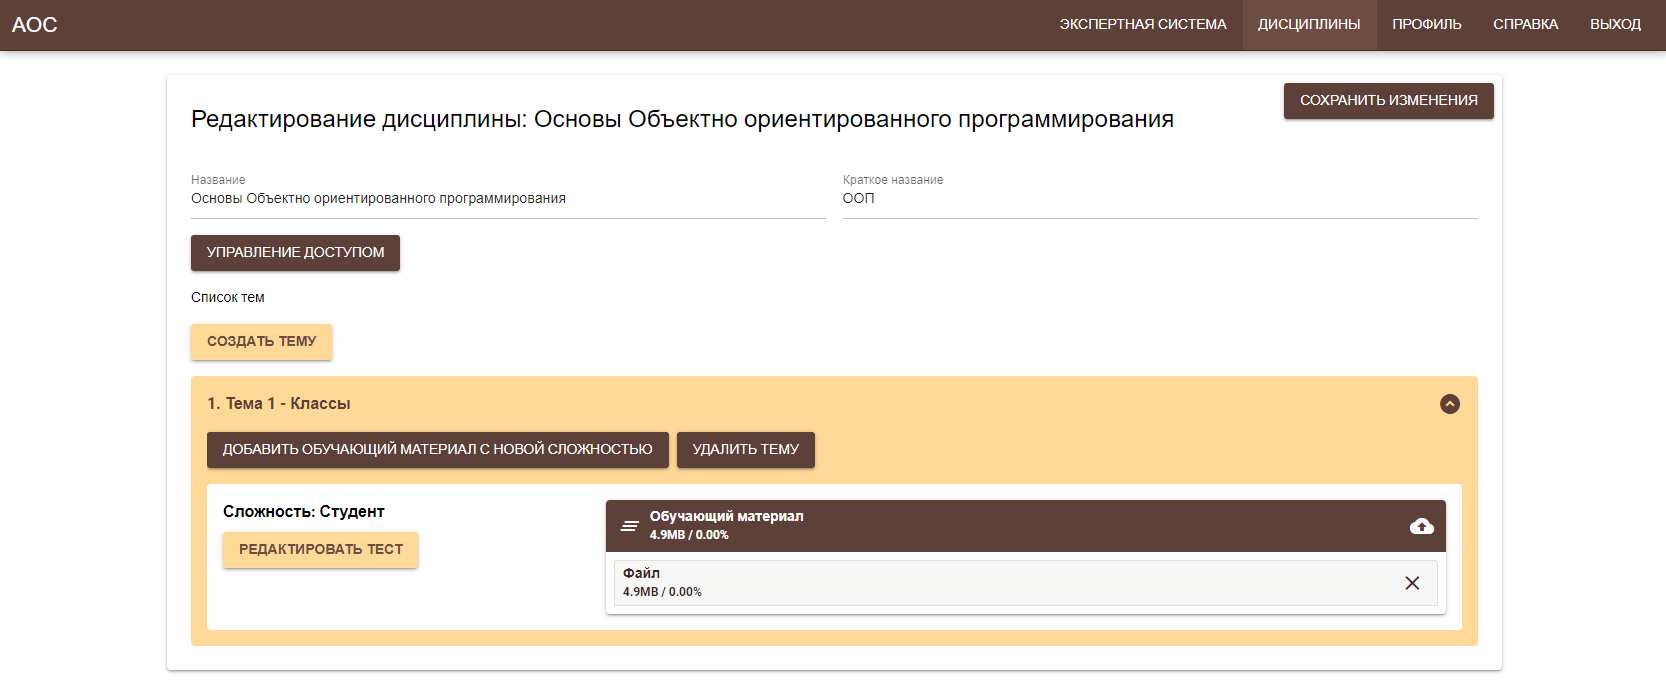 АОС
ЭКСПЕРТНАЯ СИСТЕМА
ДИСЦИПЛИНЫ
ПРОФИЛЬ
СПРАВКА
ВЫХОД
СОХРАНИТЬ ИЗМЕНЕНИЯ
Редактирование дисциплины: Основы Объектно ориентированного программирования
Название
Основы Объектно ориентированного программирования
Краткое название
ООП
УПРАВЛЕНИЕ ДОСТУПОМ
Список тем
СОЗДАТЬ ТЕМУ
1. Тема 1 - Классы
ДОБАВИТЬ ОБУЧАЮЩИЙ МАТЕРИАЛ С НОВОЙ СЛОЖНОСТЬЮ
УДАЛИТЬ ТЕМУ
Сложность: Студент
РЕДАКТИРОВАТЬ ТЕСТ
Обучающий материал
4.9MB / 0.00%
Файл
4.9MB / 0.00%